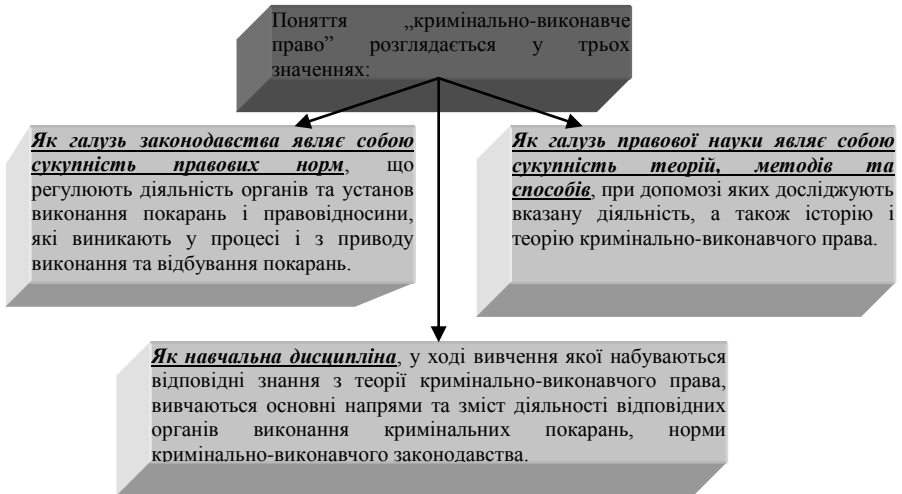 Поняття „кримінально-виконавче
право” розглядається у трьох
значеннях:
Як галузь законодавства являє собою
сукупність правових норм, що
регулюють діяльність органів та установ
виконання покарань і правовідносини,
які виникають у процесі і з приводу
виконання та відбування покарань.
Як галузь правової науки являє собою
сукупність теорій, методів та
способів, при допомозі яких досліджують
вказану діяльність, а також історію і
теорію кримінально-виконавчого права.
Як навчальна дисципліна, у ході вивчення якої набуваються
відповідні знання з теорії кримінально-виконавчого права,
вивчаються основні напрями та зміст діяльності відповідних
органів виконання кримінальних покарань, норми
кримінально-виконавчого законодавства.